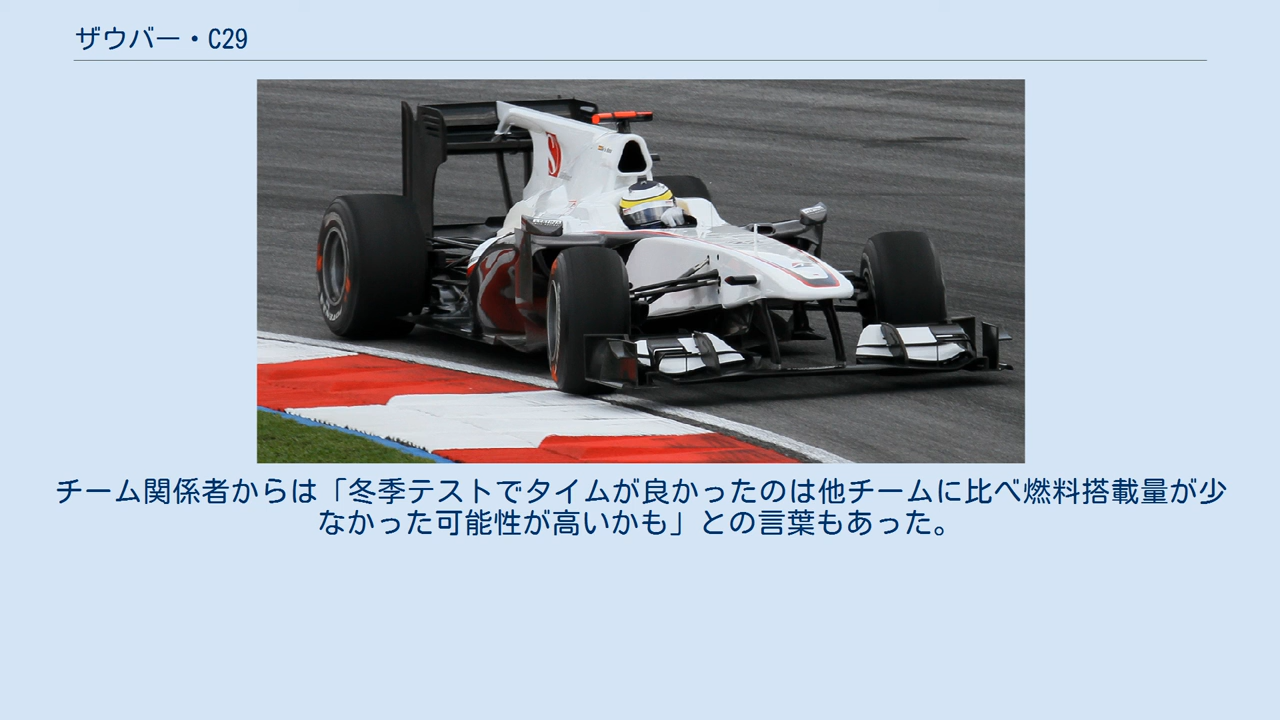 ザウバー・C29
チーム関係者からは「冬季テストでタイムが良かったのは他チームに比べ燃料搭載量が少
なかった可能性が高いかも」との言葉もあった。